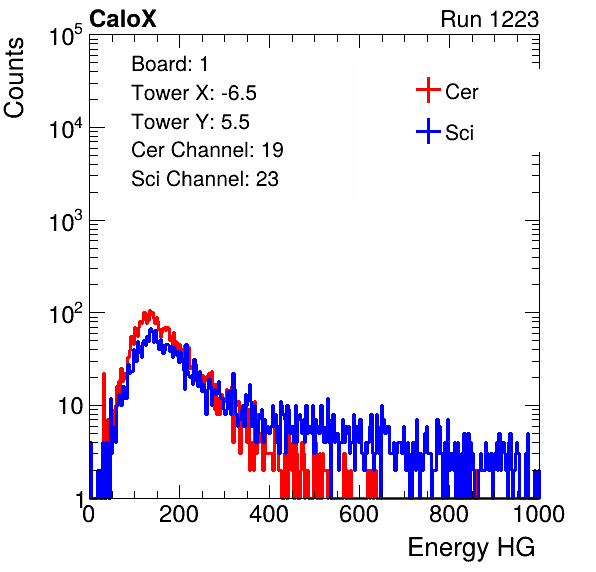 CaloX Run 1223
Counts
10^5
10^4
10^3
10^2
10
1
Board: 1
Tower X: -6.5
Tower Y: 5.5
Cer Channel: 19
Sci Channel: 23
Cer
Sci
0 200 400 600 800 1000
Energy HG